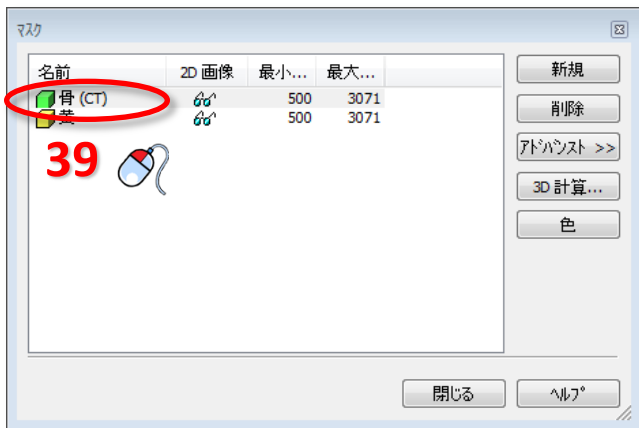 ﾏｽｸ
名前 2D 画像 最小... 最大...
骨 (CT) 500 3071
黄 500 3071
39
新規
削除
ｱﾄﾞﾊﾞﾝｽﾄ >>
3D 計算...
色
閉じる
ﾍﾙﾌﾟ